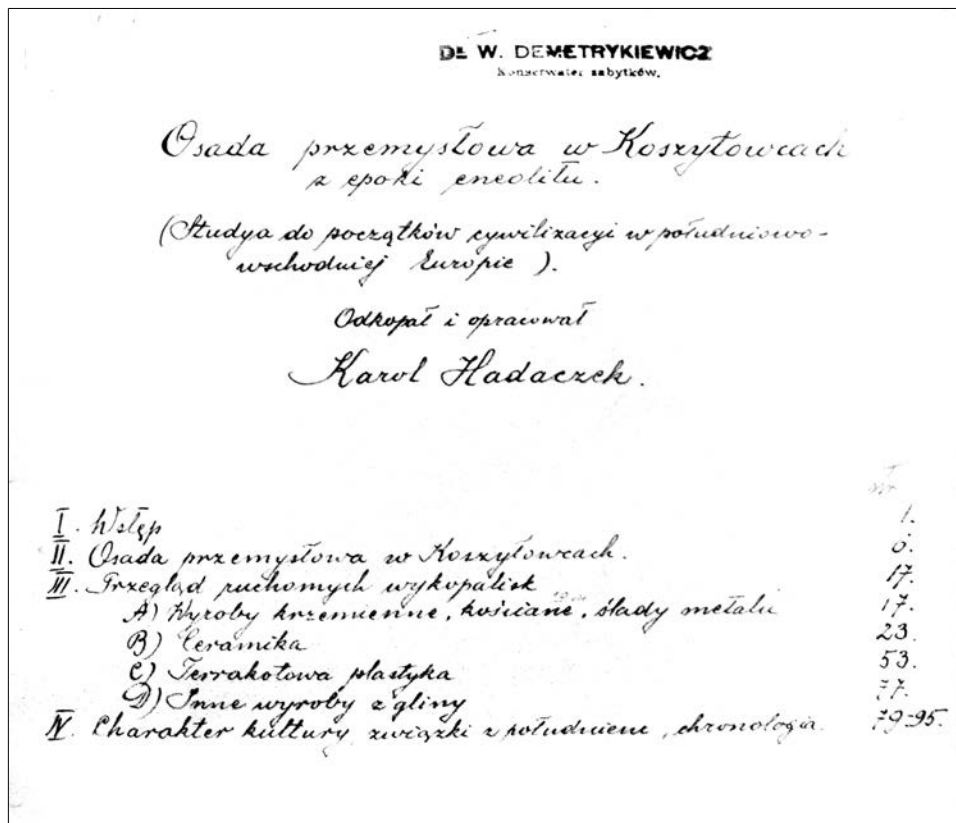 Dr. W. DEMETRYKIEWICZ
Konserwator zabytków.
Osada przemysłowa w Koszyłowcach
z epoki eneolitu.
(Studya do początków cywilizacyi w południowo-
wschodniej Europie).
Odkopał i opracował
Karol Hadaczek.
str.
I. Wstęp 1.
II. Osada przemysłowa w Koszyłowcach. 6.
III. Przegląd ruchomych wykopalisk 17.
A) Wyroby krzemienne, kościane, ślady metalu 17.
B) Ceramika 23.
C) Terrakotowa plastyka 53.
D) Inne wyroby z gliny 77.
IV. Charakter kultury, związki z południem, chronologia. 79-95.